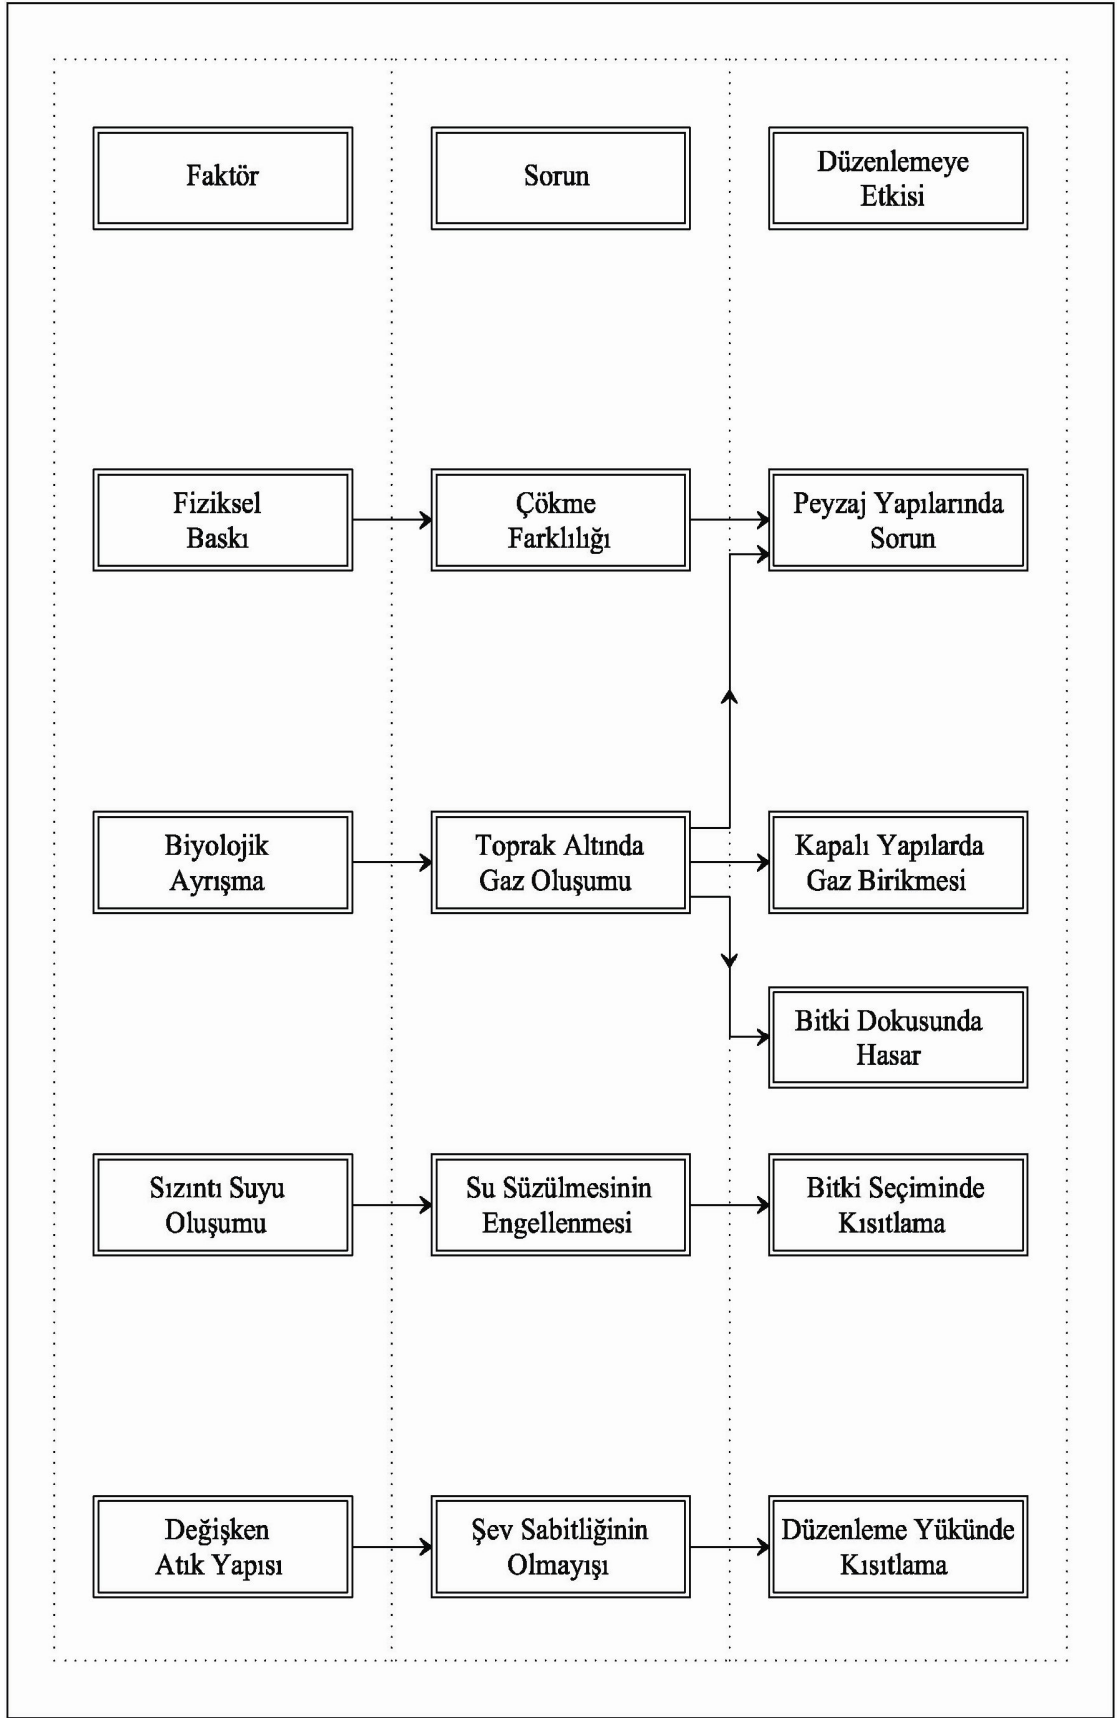 Faktör
Sorun
Düzenlemeye
Etkisi
Fiziksel
Baskı
Çökme
Farklılığı
Peyzaj Yapılarında
Sorun
Biyolojik
Ayrışma
Toprak Altında
Gaz Oluşumu
Kapalı Yapılarda
Gaz Birikmesi
Bitki Dokusunda
Hasar
Sızıntı Suyu
Oluşumu
Su Süzülmesinin
Engellenmesi
Bitki Seçiminde
Kısıtlama
Değişken
Atık Yapısı
Şev Sabitliğinin
Olmayışı
Düzenleme Yükünde
Kısıtlama